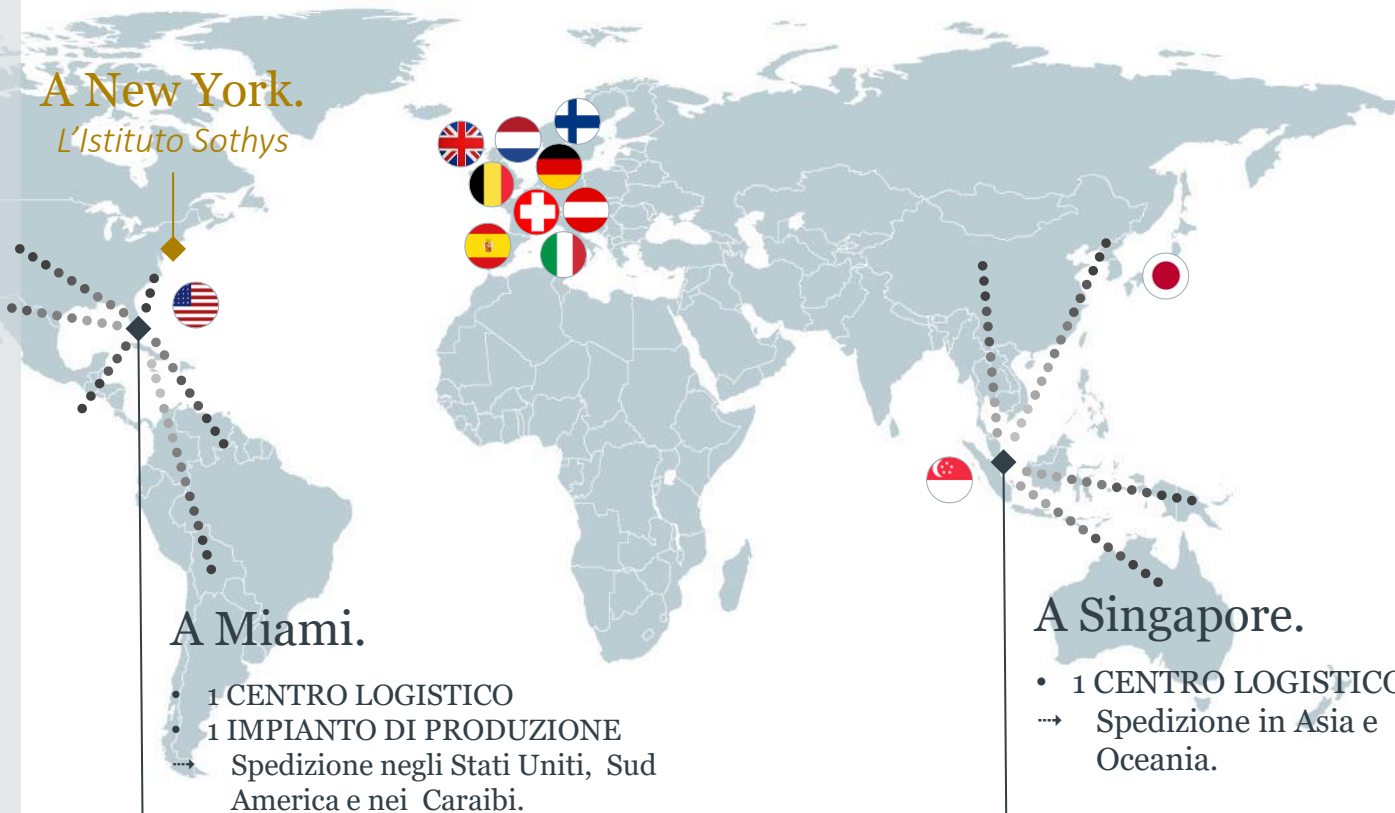 A New York.
L'Istituto Sothys
A Miami.
• 1 CENTRO LOGISTICO
• 1 IMPIANTO DI PRODUZIONE
⤏ Spedizione negli Stati Uniti, Sud
America e nei Caraibi.
A Singapore.
• 1 CENTRO LOGISTICO
⤏ Spedizione in Asia e
Oceania.